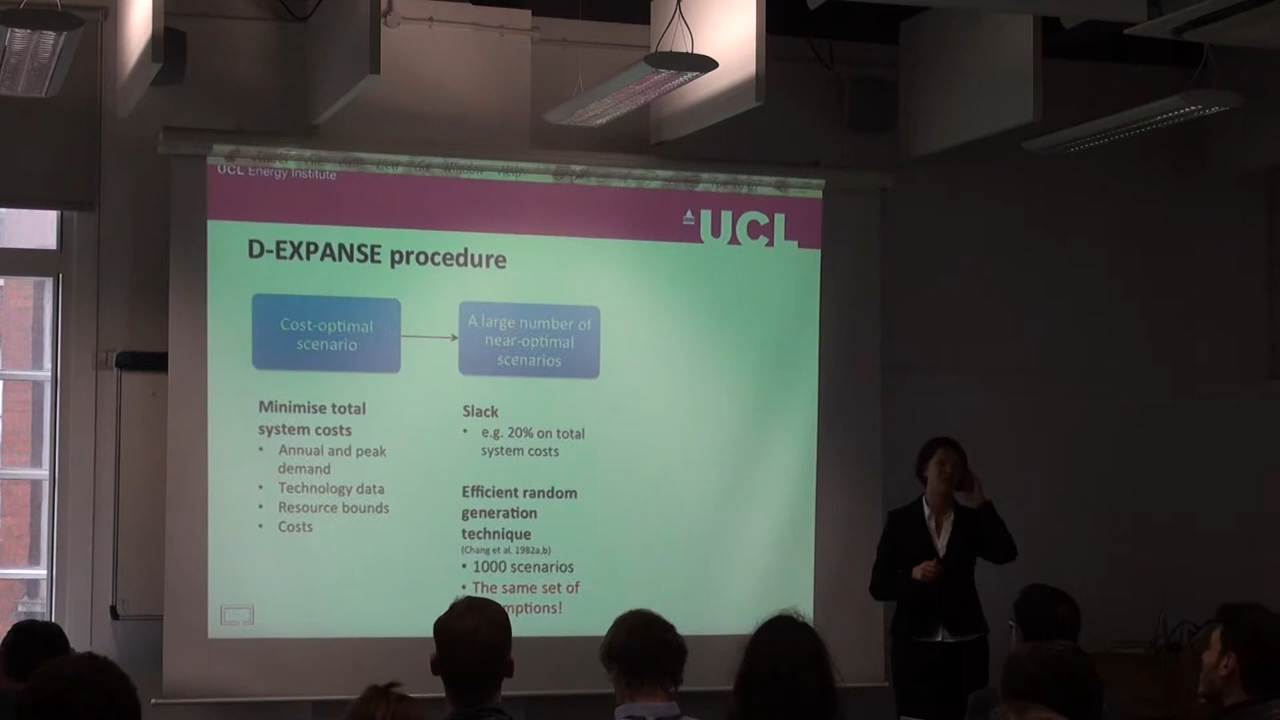 UCL Energy Institute
UCL
D-EXPANSE procedure
Cost-optimal
scenario
A large number of
near-optimal
scenarios
Minimise total
system costs
• Annual and peak
demand
• Technology data
• Resource bounds
• Costs
Slack
• e.g. 20% on total
system costs
Efficient random
generation
technique
(Chang et al. 1982a,b)
• 1000 scenarios
• The same set of
mptions!